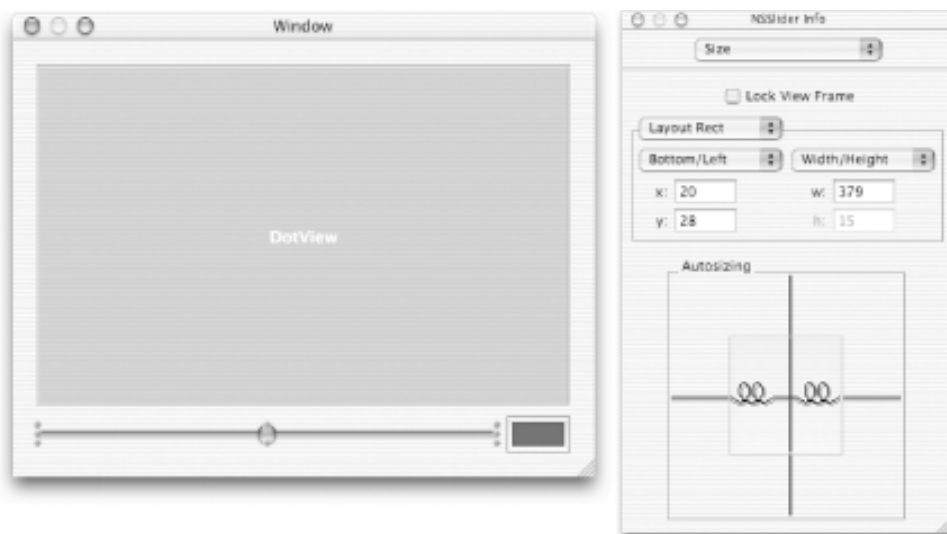 Window
DotView
NSSlider Info
Size
Lock View Frame
Layout Rect
Bottom/Left
Width/Height
x: 20
w: 379
y: 28
h: 15
Autosizing